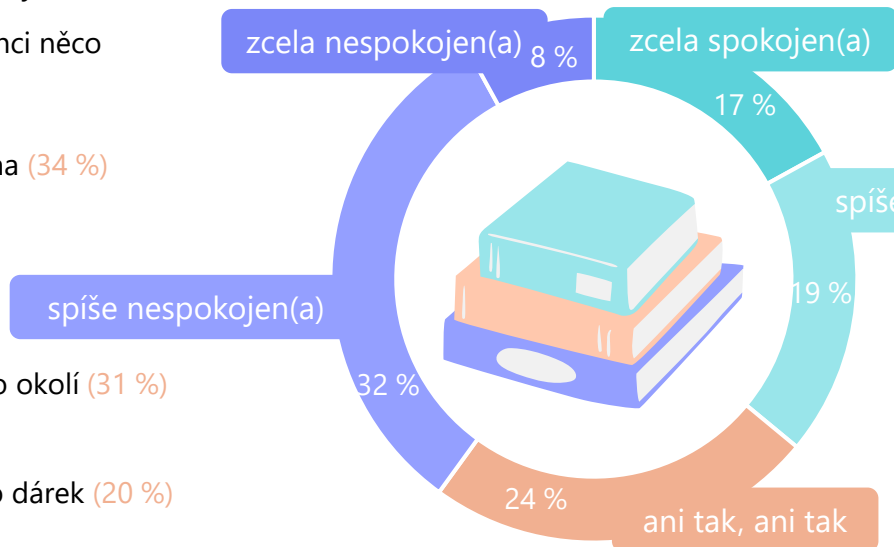 nci něco
(34 %)
okolí (31 %)
dárek (20 %)
zcela nespokojen(a)
8 %
zcela spokojen(a)
17 %
spíše
19 %
spíše nespokojen(a)
32 %
24 %
ani tak, ani tak